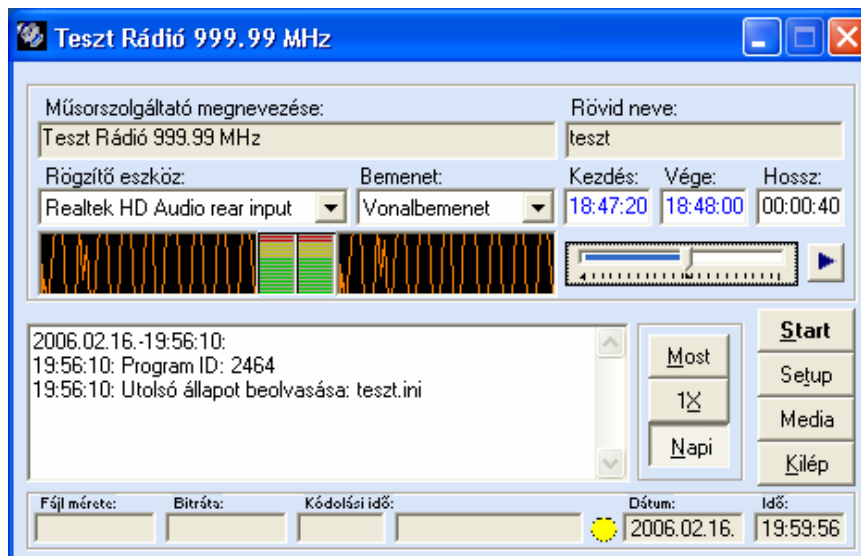 Teszt Rádió 999.99 MHz
Műsorszolgáltató megnevezése: Rövid neve:
Teszt Rádió 999.99 MHz teszt
Rögzítő eszköz: Bemenet: Kezdés: Vége: Hossz:
Realtek HD Audio rear input Vonalbemenet 18:47:20 18:48:00 00:00:40
2006.02.16.-19:56:10:
19:56:10: Program ID: 2464
19:56:10: Utolsó állapot beolvasása: teszt.ini
Most
1X
Napi
Start
Setup
Media
Kilép
Fájl mérete: Bitráta: Kódolási idő: Dátum: Idő:
2006.02.16. 19:59:56